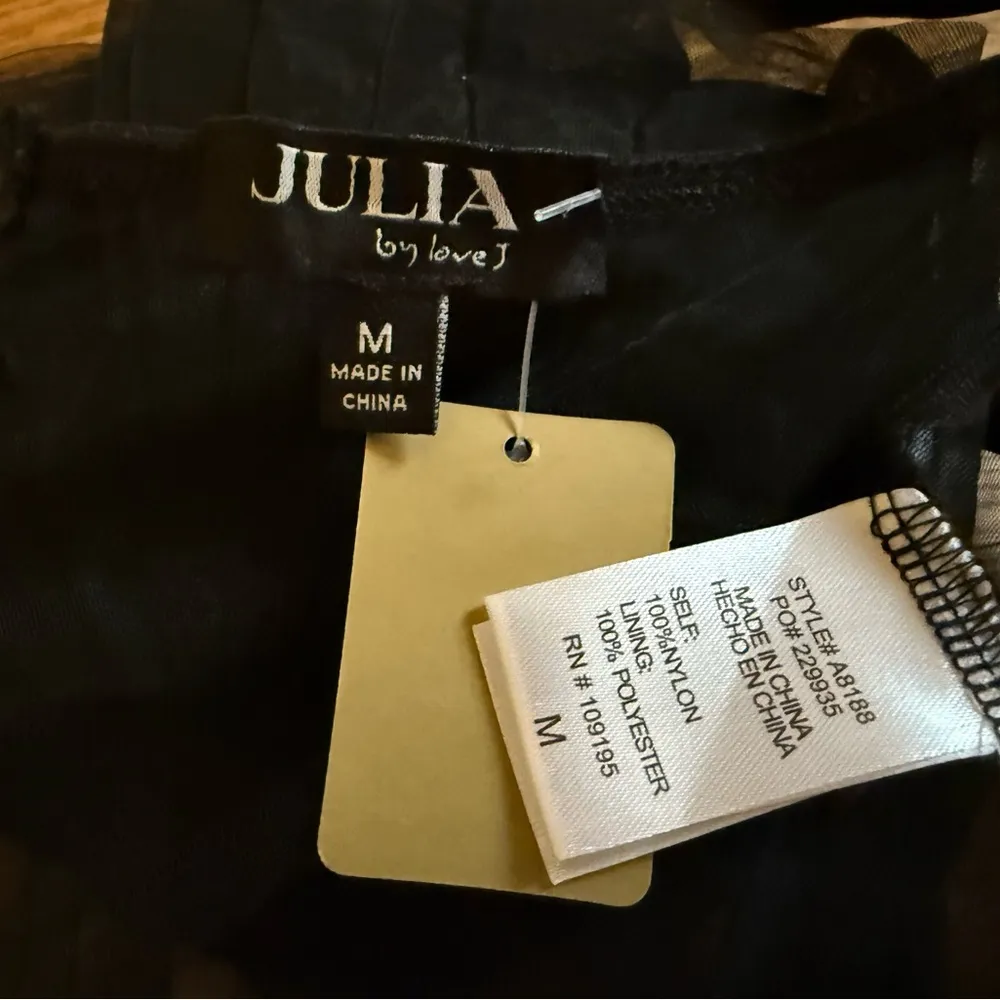 JULIA
by love J
M
MADE IN
CHINA
STYLE# A8188
PO# 229935
MADE IN CHINA
HECHO EN CHINA
SELF:
100%NYLON
LINING:
100% POLYESTER
RN # 109195
M